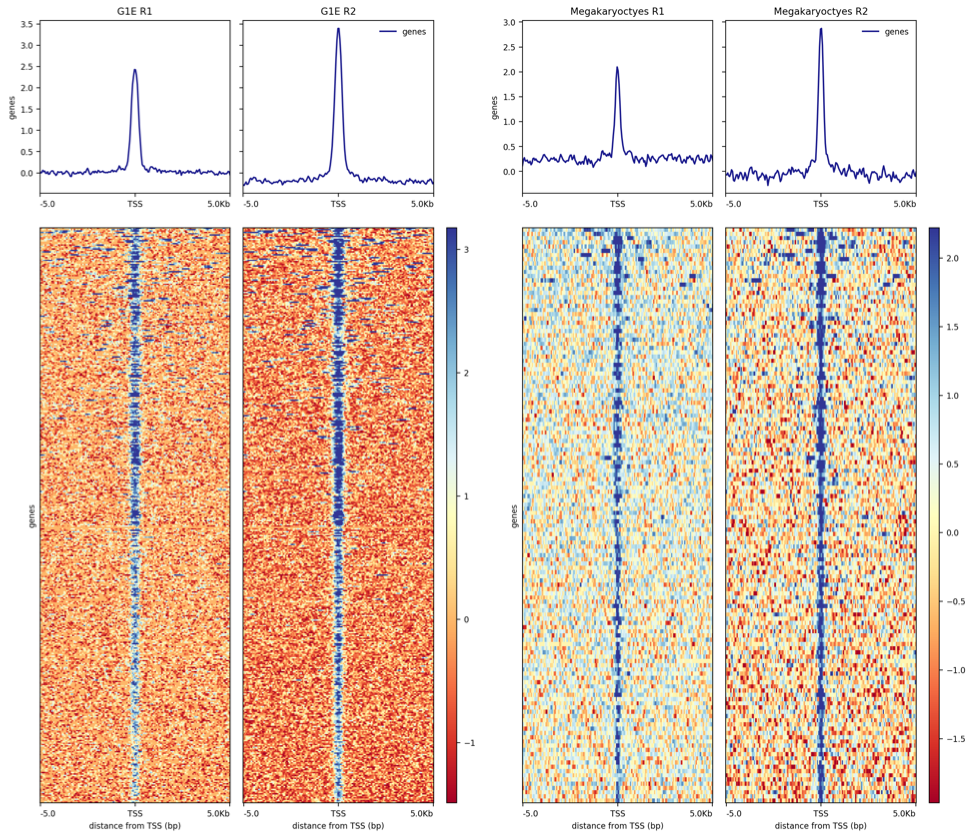 G1E R1
G1E R2
Megakaryoctyes R1
Megakaryoctyes R2
3.5
3.0
2.5
2.0
1.5
1.0
0.5
0.0
genes
genes
3.0
2.5
2.0
1.5
1.0
0.5
0.0
genes
genes
-5.0 TSS 5.0Kb
-5.0 TSS 5.0Kb
-5.0 TSS 5.0Kb
-5.0 TSS 5.0Kb
genes
3
2
1
0
−1
genes
2.0
1.5
1.0
0.5
0.0
−0.5
−1.0
−1.5
-5.0 TSS 5.0Kb
distance from TSS (bp)
-5.0 TSS 5.0Kb
distance from TSS (bp)
-5.0 TSS 5.0Kb
distance from TSS (bp)
-5.0 TSS 5.0Kb
distance from TSS (bp)